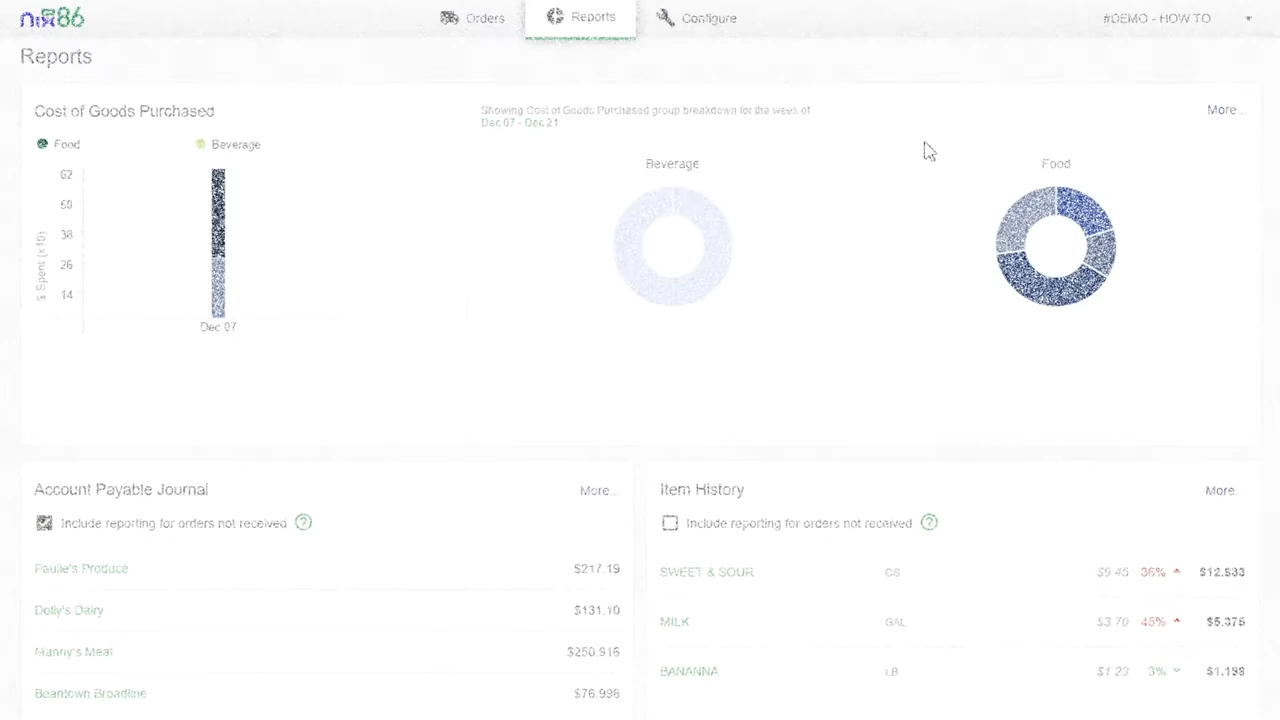 Orders
Reports
Configure
#DEMO - HOW TO
Reports
Cost of Goods Purchased
Showing Cost of Goods Purchased group breakdown for the week of
Dec 07 - Dec 21
More...
Food
Beverage
62
50
38
26
14
$ Spent (x10)
Dec 07
Beverage
Food
Account Payable Journal
More...
Include reporting for orders not received
Paulie's Produce
$217.19
Dolly's Dairy
$131.10
Manny's Meat
$250.916
Beantown Broadline
$76.996
Item History
More...
Include reporting for orders not received
SWEET & SOUR CS $9.45 36% $12.833
MILK GAL $3.70 45% $5.375
BANANNA LB $1.23 3% $1.198